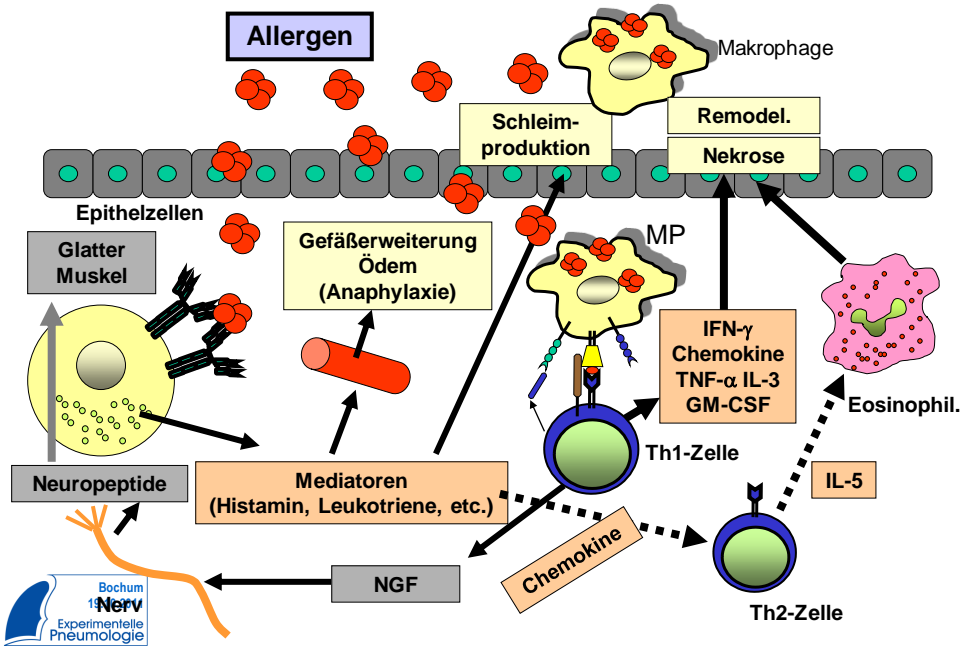 Allergen
Makrophage
Schleim-
produktion
Remodel.
Nekrose
Epithelzellen
Glatter
Muskel
Gefäßerweiterung
Ödem
(Anaphylaxie)
MP
IFN-γ
Chemokine
TNF-α IL-3
GM-CSF
Eosinophil.
Th1-Zelle
Neuropeptide
Mediatoren
(Histamin, Leukotriene, etc.)
IL-5
Chemokine
NGF
Th2-Zelle
Nerv
Bochum
Experimentelle
Pneumologie